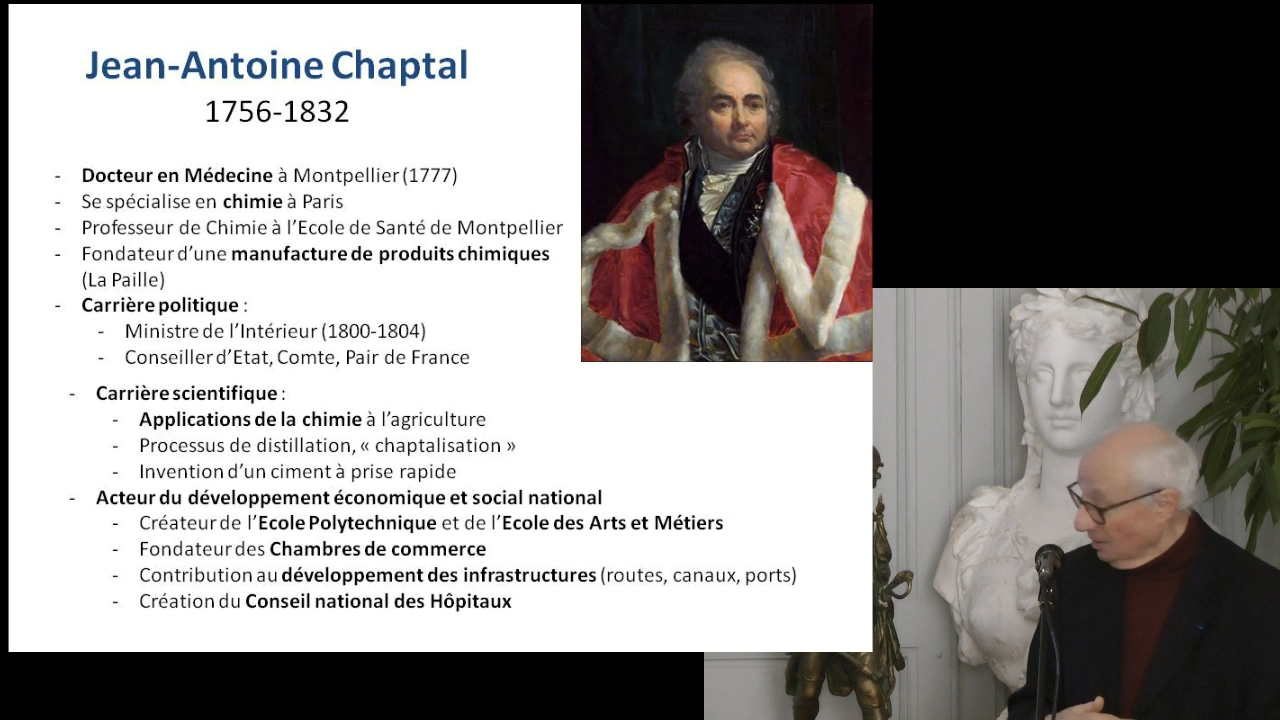 Jean-Antoine Chaptal
1756-1832
- Docteur en Médecine à Montpellier (1777)
- Se spécialise en chimie à Paris
- Professeur de Chimie à l'Ecole de Santé de Montpellier
- Fondateur d'une manufacture de produits chimiques
(La Paille)
- Carrière politique :
- Ministre de l'Intérieur (1800-1804)
- Conseiller d'Etat, Comte, Pair de France
- Carrière scientifique :
- Applications de la chimie à l'agriculture
- Processus de distillation, « chaptalisation »
- Invention d'un ciment à prise rapide
- Acteur du développement économique et social national
- Créateur de l'Ecole Polytechnique et de l'Ecole des Arts et Métiers
- Fondateur des Chambres de commerce
- Contribution au développement des infrastructures (routes, canaux, ports)
- Création du Conseil national des Hôpitaux